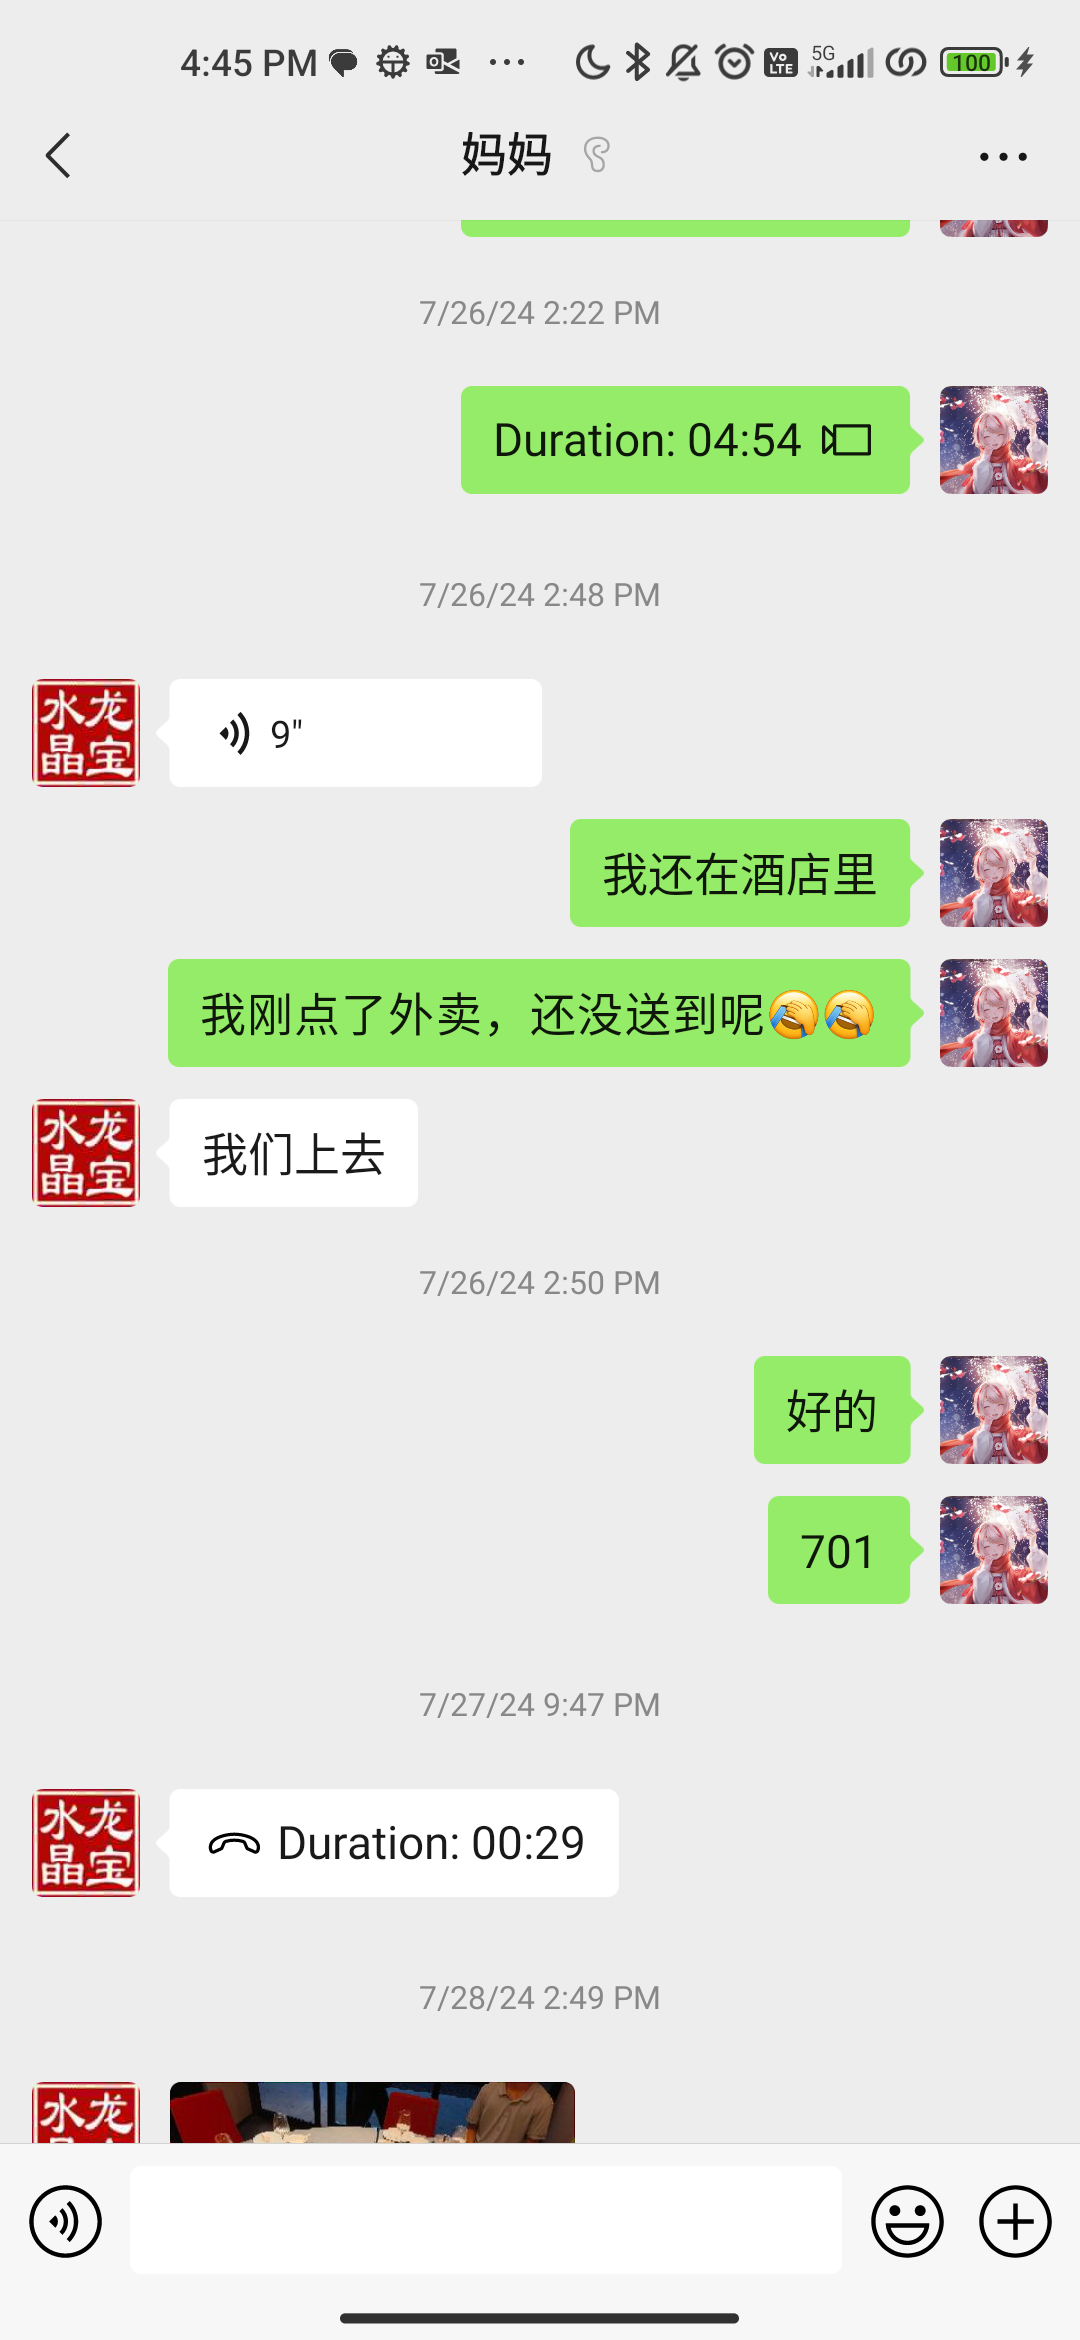 4:45 PM
5G
Vo LTE
100
妈妈
7/26/24 2:22 PM
Duration: 04:54
7/26/24 2:48 PM
水龙
晶宝
9"
我还在酒店里
我刚点了外卖，还没送到呢🤣🤣
水龙
晶宝
我们上去
7/26/24 2:50 PM
好的
701
7/27/24 9:47 PM
水龙
晶宝
Duration: 00:29
7/28/24 2:49 PM
水龙